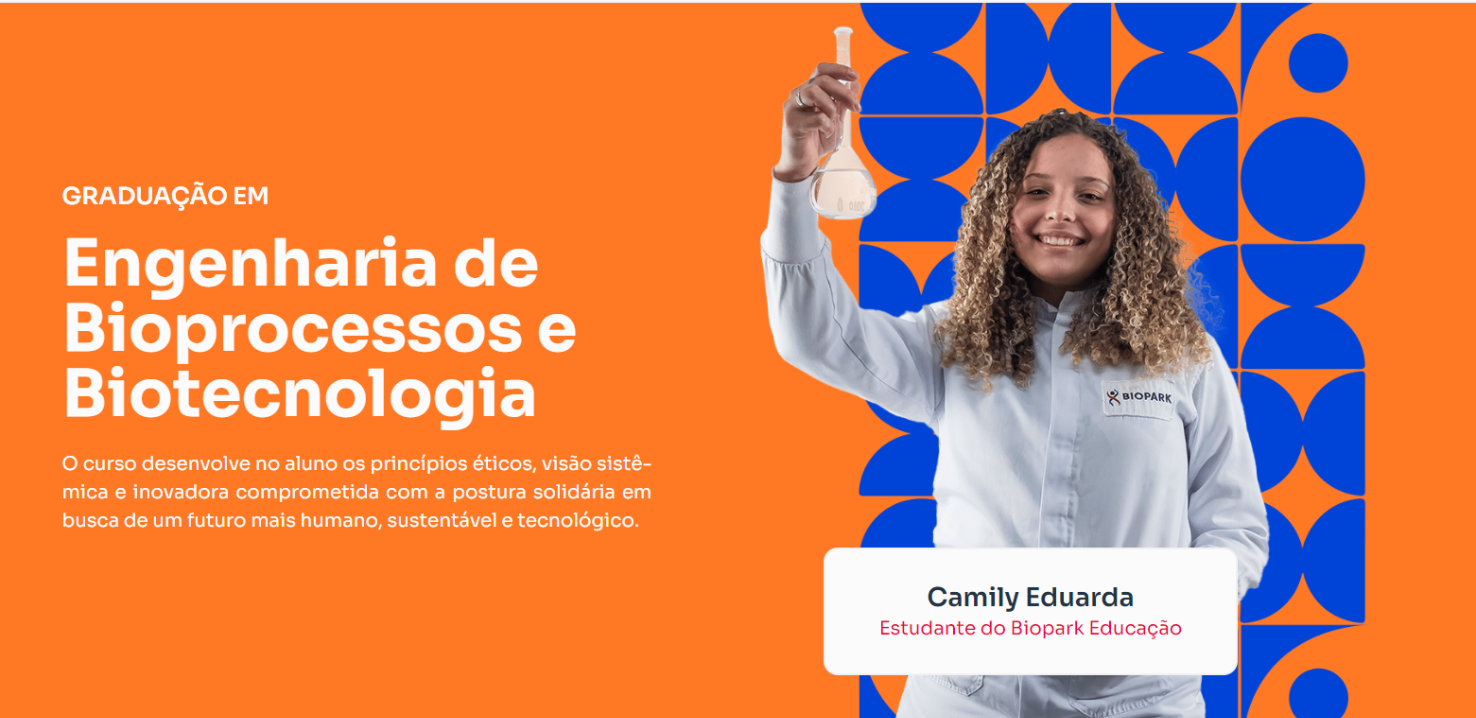 GRADUAÇÃO EM
Engenharia de
Bioprocessos e
Biotecnologia
O curso desenvolve no aluno os princípios éticos, visão sistê-
mica e inovadora comprometida com a postura solidária em
busca de um futuro mais humano, sustentável e tecnológico.
BIOPARK
Camily Eduarda
Estudante do Biopark Educação